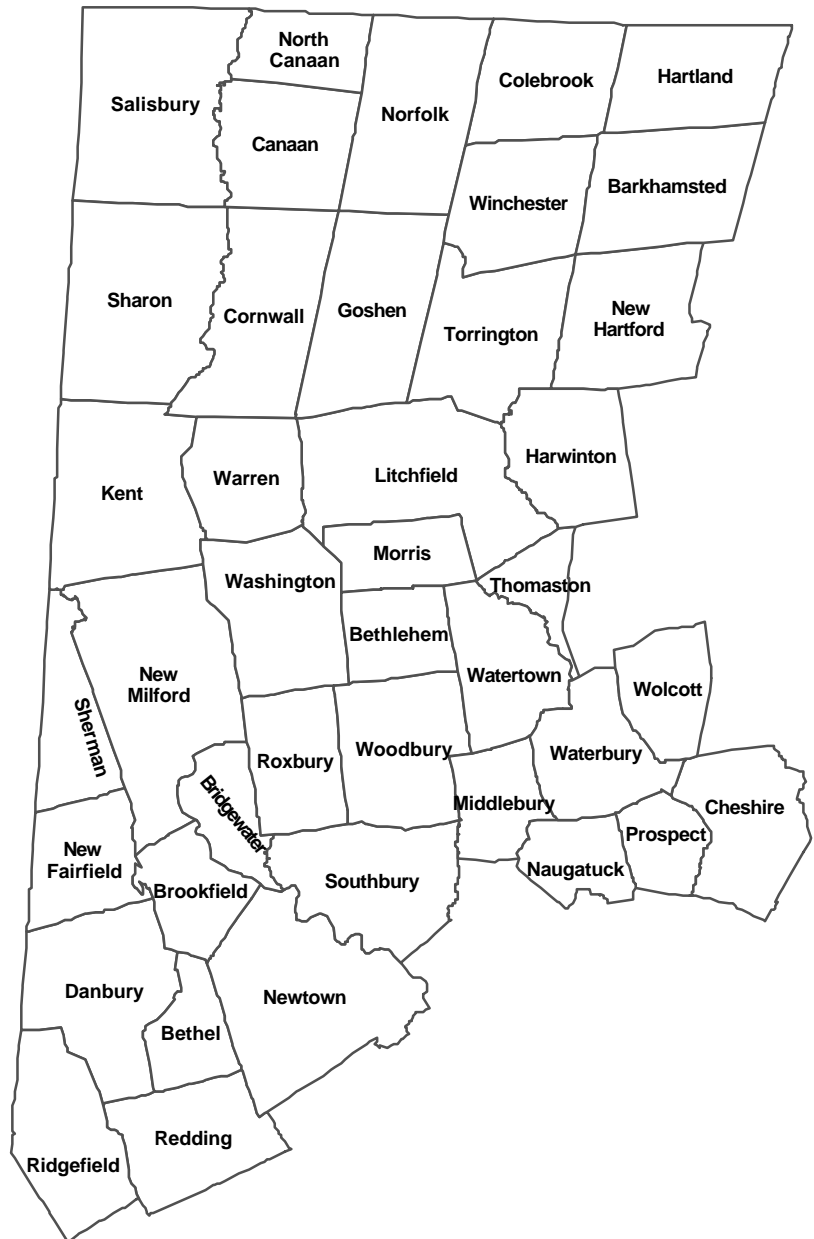 North
Canaan
Colebrook
Hartland
Salisbury
Norfolk
Canaan
Winchester
Barkhamsted
Sharon
Cornwall
Goshen
Torrington
New
Hartford
Kent
Warren
Litchfield
Harwinton
Washington
Morris
Thomaston
Bethlehem
New
Milford
Watertown
Wolcott
Sherman
Roxbury
Woodbury
Waterbury
Bridgewater
Middlebury
Cheshire
New
Fairfield
Prospect
Brookfield
Southbury
Naugatuck
Danbury
Newtown
Bethel
Redding
Ridgefield